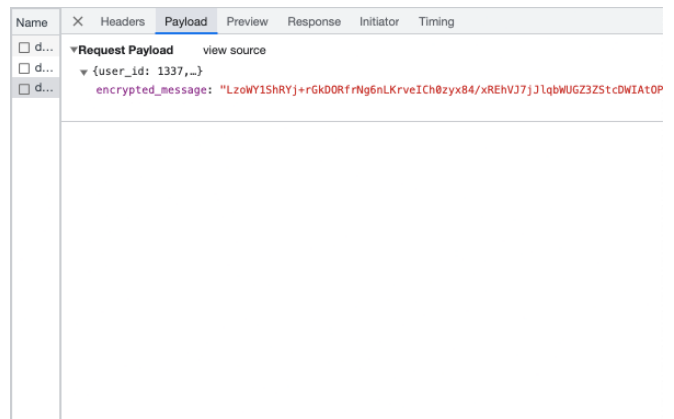 Name Headers Payload Preview Response Initiator Timing
d...
d...
d...
▼Request Payload view source
▼ {user_id: 1337,…}
encrypted_message: "LzoWY1ShRYj+rGkDORfrNg6nLKrveICh0zyx84/xREhVJ7jJlqbWUGZ3ZStcDWIAtOP